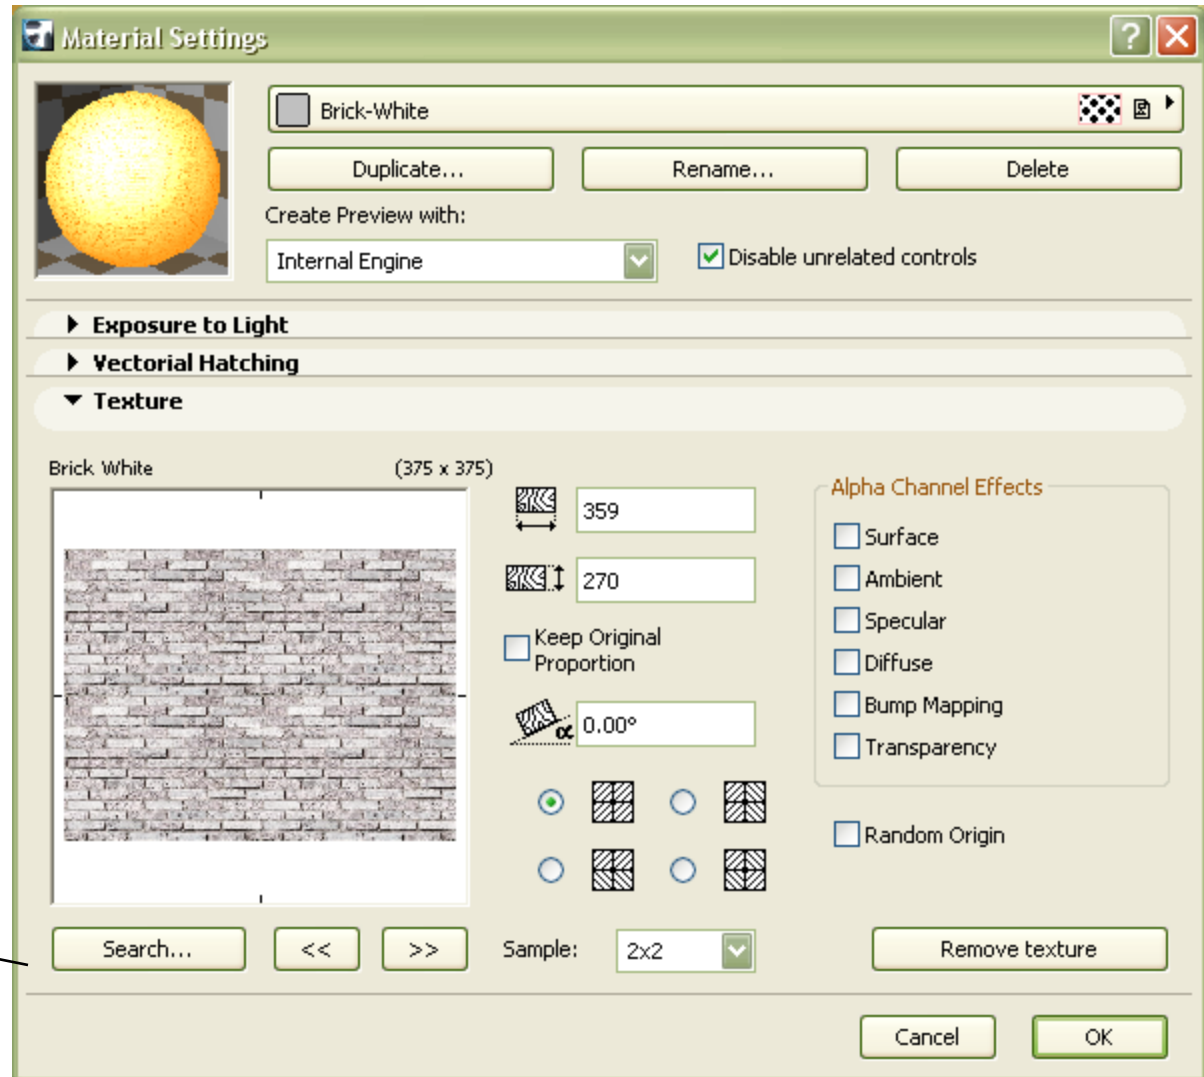 Material Settings
?
Brick-White
Duplicate...
Rename...
Delete
Create Preview with:
Internal Engine
Disable unrelated controls
Exposure to Light
Vectorial Hatching
Texture
Brick White
(375 x 375)
359
270
Keep Original
Proportion
α
0.00°
Alpha Channel Effects
Surface
Ambient
Specular
Diffuse
Bump Mapping
Transparency
Random Origin
Search...
<<
>>
Sample:
2x2
Remove texture
Cancel
OK